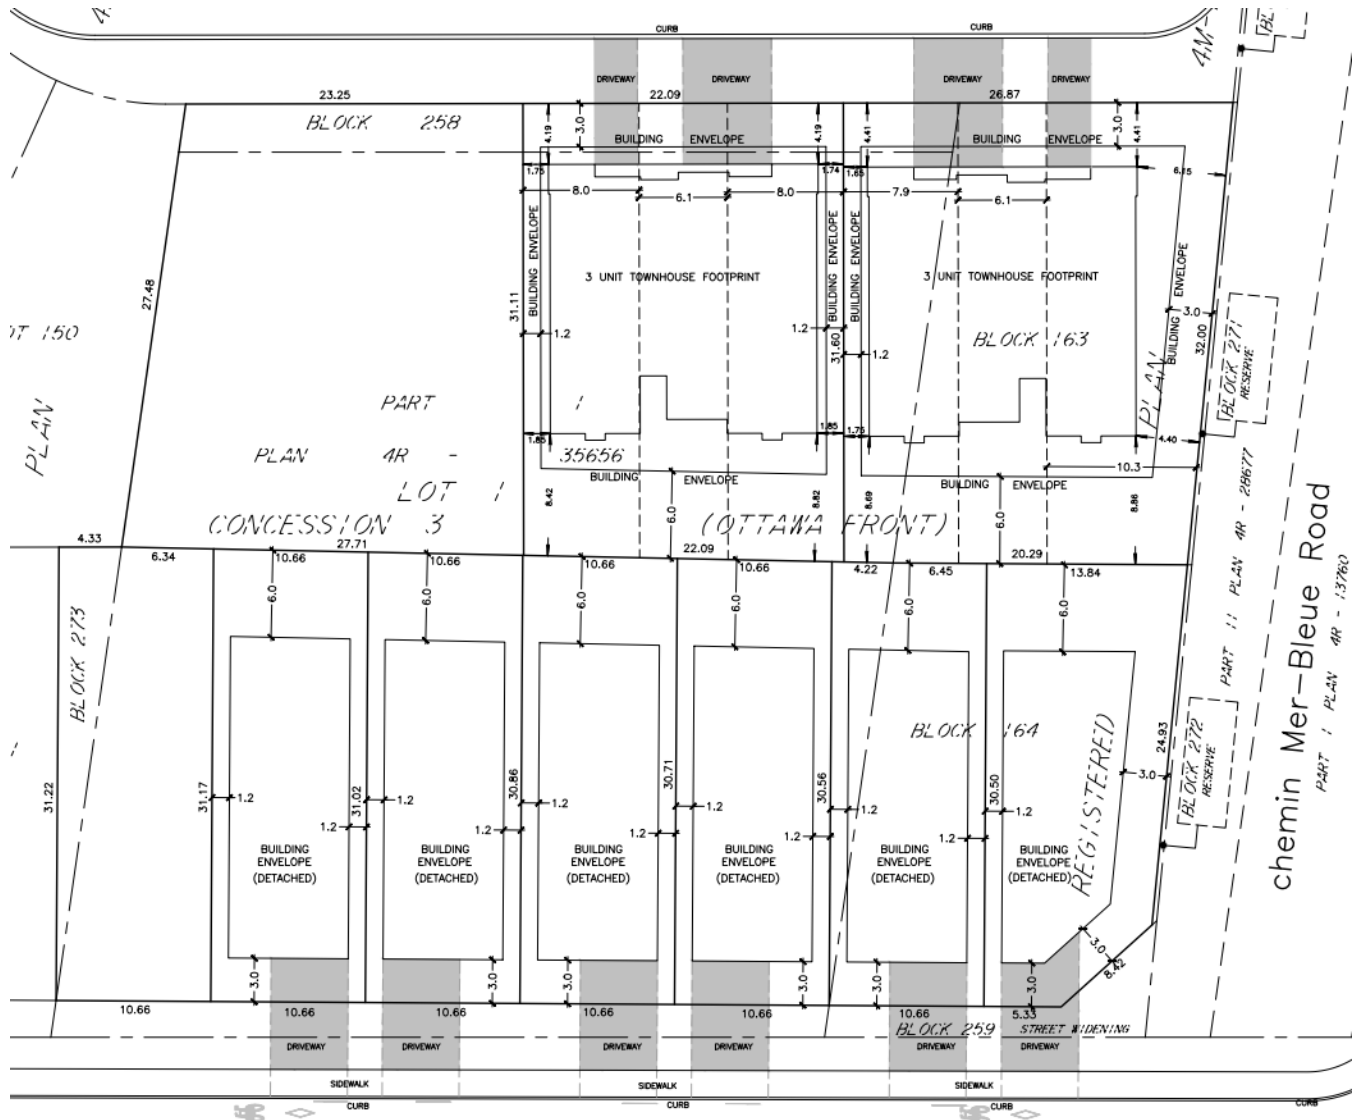 CURB
CURB
4M-
DRIVEWAY
DRIVEWAY
DRIVEWAY
DRIVEWAY
23.25
22.09
26.87
BLOCK 258
4.19
3.0
BUILDING ENVELOPE
4.19
4.41
BUILDING ENVELOPE
3.0
4.41
1.75
1.74
1.65
6.15
8.0
6.1
8.0
7.9
6.1
BUILDING ENVELOPE
BUILDING ENVELOPE
BUILDING ENVELOPE
BUILDING ENVELOPE
3 UNIT TOWNHOUSE FOOTPRINT
3 UNIT TOWNHOUSE FOOTPRINT
27.48
31.11
1.2
1.2
31.60
1.2
3.0
32.00
BLOCK 163
BLOCK 271
RESERVE
OT 150
PLAN
PLAN
PART 1
PLAN 4R - 35656
LOT 1
CONCESSION 3 (OTTAWA FRONT)
1.85
1.85
1.75
4.40
10.3
BUILDING ENVELOPE
BUILDING ENVELOPE
8.42
6.0
8.82
8.69
6.0
8.86
PART 11 PLAN 4R - 28677
chemin Mer-Bleue Road
PART 1 PLAN 4R - 13760
4.33
6.34
27.71
10.66
10.66
10.66
22.09
10.66
4.22
6.45
20.29
13.84
6.0
6.0
6.0
6.0
6.0
6.0
BLOCK 273
BLOCK 164
REGISTERED
BLOCK 272
RESERVE
24.93
3.0
31.22
31.17
1.2
31.02
1.2
30.86
1.2
30.71
1.2
30.56
1.2
30.50
1.2
1.2
1.2
1.2
1.2
1.2
BUILDING
ENVELOPE
(DETACHED)
BUILDING
ENVELOPE
(DETACHED)
BUILDING
ENVELOPE
(DETACHED)
BUILDING
ENVELOPE
(DETACHED)
BUILDING
ENVELOPE
(DETACHED)
BUILDING
ENVELOPE
(DETACHED)
3.0
3.0
3.0
3.0
3.0
3.0
3.0
8.42
10.66
10.66
10.66
10.66
10.66
10.66
5.33
BLOCK 259 STREET WIDENING
DRIVEWAY
DRIVEWAY
DRIVEWAY
DRIVEWAY
DRIVEWAY
DRIVEWAY
SIDEWALK
SIDEWALK
SIDEWALK
CURB
CURB
CURB
CURB